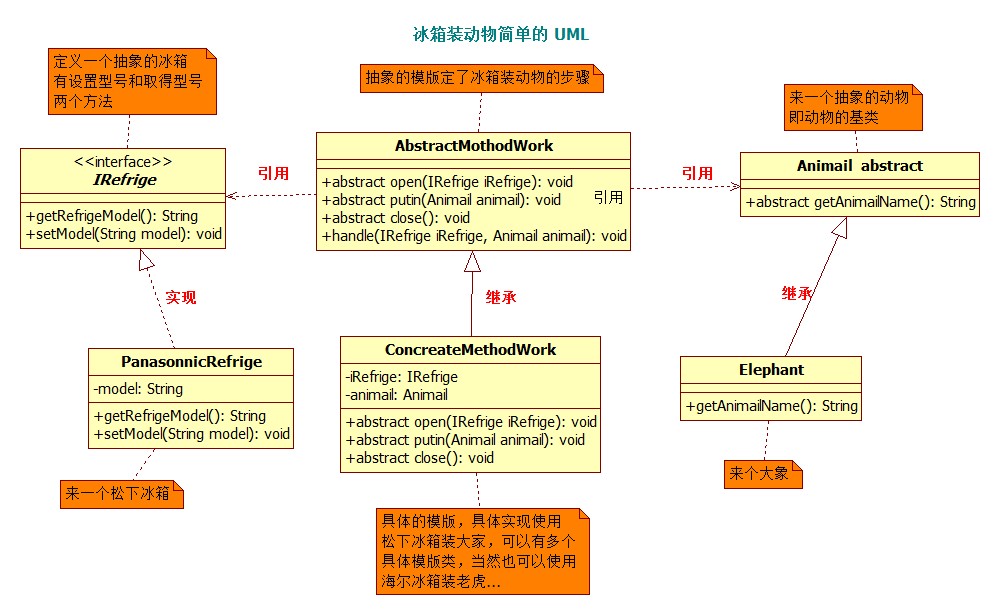 冰箱装动物简单的 UML
定义一个抽象的冰箱
有设置型号和取得型号
两个方法
抽象的模版定了冰箱装动物的步骤
来一个抽象的动物
即动物的基类
<<interface>>
IRefrige
+getRefrigeModel(): String
+setModel(String model): void
引用
AbstractMothodWork
+abstract open(IRefrige iRefrige): void
+abstract putin(Animail animail): void
+abstract close(): void
+handle(IRefrige iRefrige, Animail animail): void
引用
引用
Animail abstract
+abstract getAnimailName(): String
实现
继承
继承
PanasonnicRefrige
-model: String
+getRefrigeModel(): String
+setModel(String model): void
ConcreateMethodWork
-iRefrige: IRefrige
-animail: Animail
+abstract open(IRefrige iRefrige): void
+abstract putin(Animail animail): void
+abstract close(): void
Elephant
+getAnimailName(): String
来一个松下冰箱
来个大象
具体的模版，具体实现使用
松下冰箱装大家，可以有多个
具体模版类，当然也可以使用
海尔冰箱装老虎...